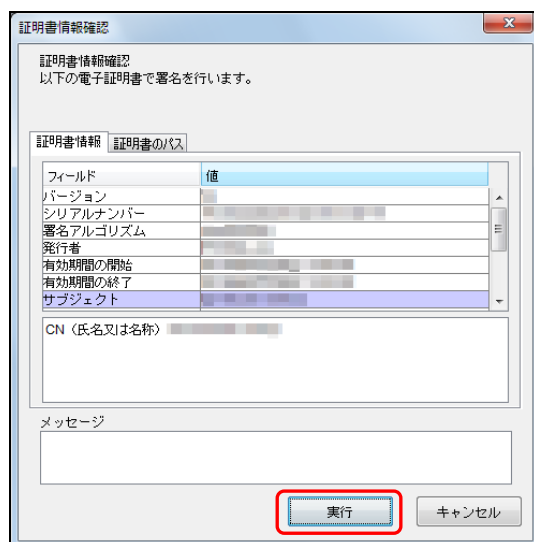 証明書情報確認
証明書情報確認
以下の電子証明書で署名を行います。
証明書情報 証明書のパス
フィールド 値
バージョン
シリアルナンバー
署名アルゴリズム
発行者
有効期間の開始
有効期間の終了
サブジェクト
CN（氏名又は名称）
メッセージ
実行 キャンセル